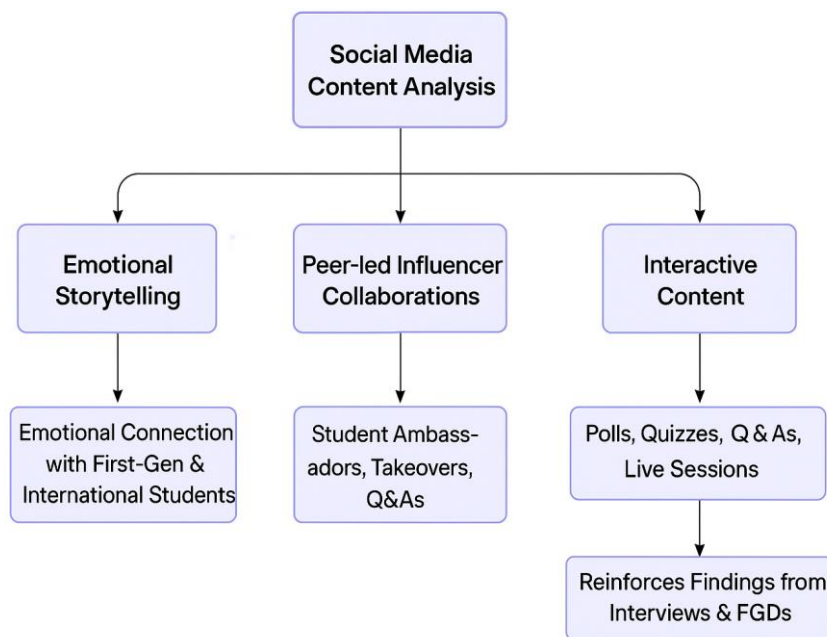 Social Media
Content Analysis
Emotional
Storytelling
Peer-led Influencer
Collaborations
Interactive
Content
Emotional Connection
with First-Gen &
International Students
Student Ambass-
adors, Takeovers,
Q&As
Polls, Quizzes, Q & As,
Live Sessions
Reinforces Findings from
Interviews & FGDs